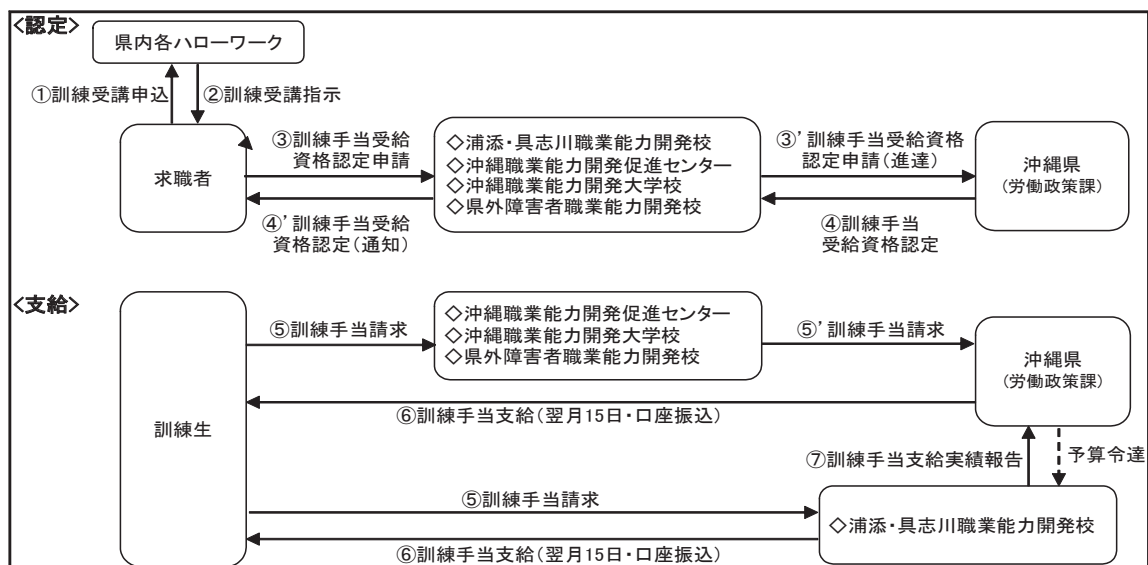 <認定>
県内各ハローワーク
①訓練受講申込
②訓練受講指示
求職者
③訓練手当受給
資格認定申請
◇浦添・具志川職業能力開発校
◇沖縄職業能力開発促進センター
◇沖縄職業能力開発大学校
◇県外障害者職業能力開発校
③'訓練手当受給資格
認定申請(進達)
沖縄県
(労働政策課)
④'訓練手当受給
資格認定(通知)
④訓練手当
受給資格認定
<支給>
訓練生
⑤訓練手当請求
◇沖縄職業能力開発促進センター
◇沖縄職業能力開発大学校
◇県外障害者職業能力開発校
⑤'訓練手当請求
沖縄県
(労働政策課)
⑥訓練手当支給(翌月15日・口座振込)
⑦訓練手当支給実績報告
予算令達
⑤訓練手当請求
◇浦添・具志川職業能力開発校
⑥訓練手当支給(翌月15日・口座振込)